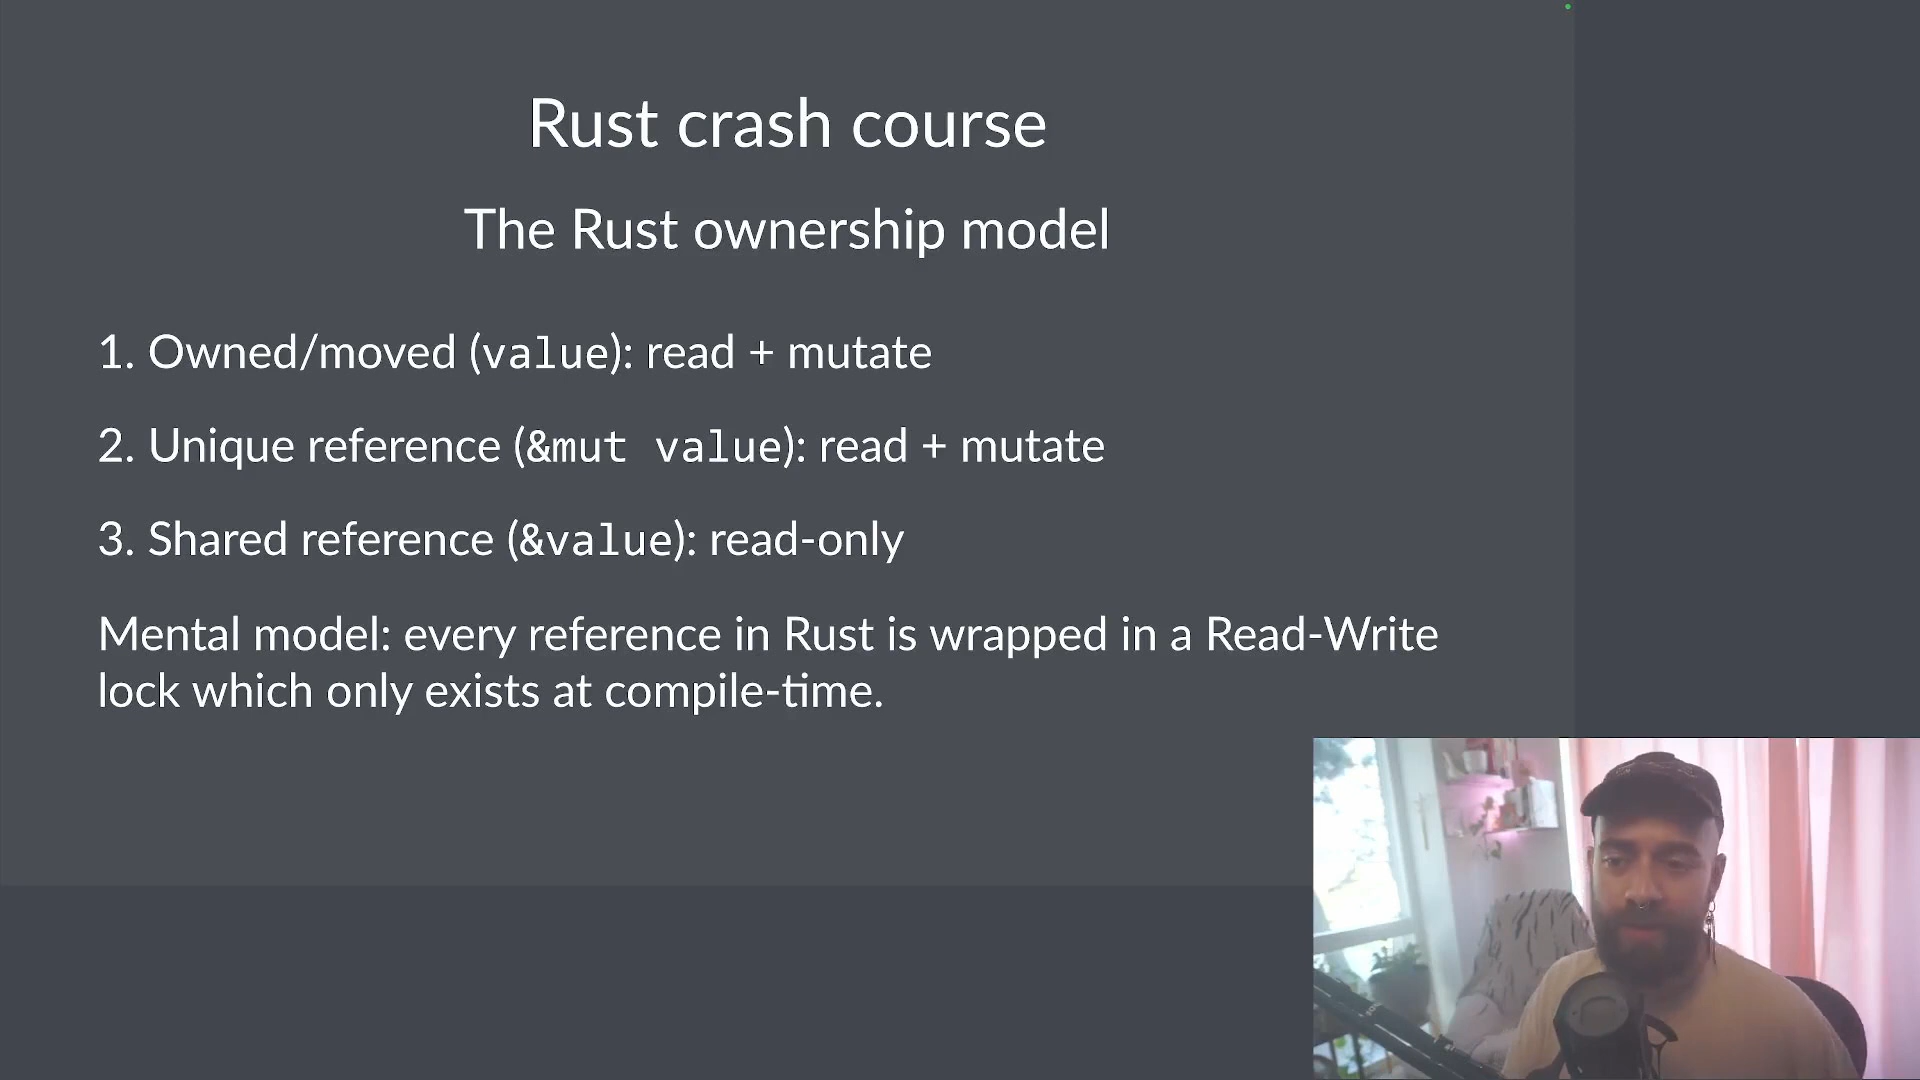 Rust crash course
The Rust ownership model
1. Owned/moved (value): read + mutate
2. Unique reference (&mut value): read + mutate
3. Shared reference (&value): read-only
Mental model: every reference in Rust is wrapped in a Read-Write
lock which only exists at compile-time.